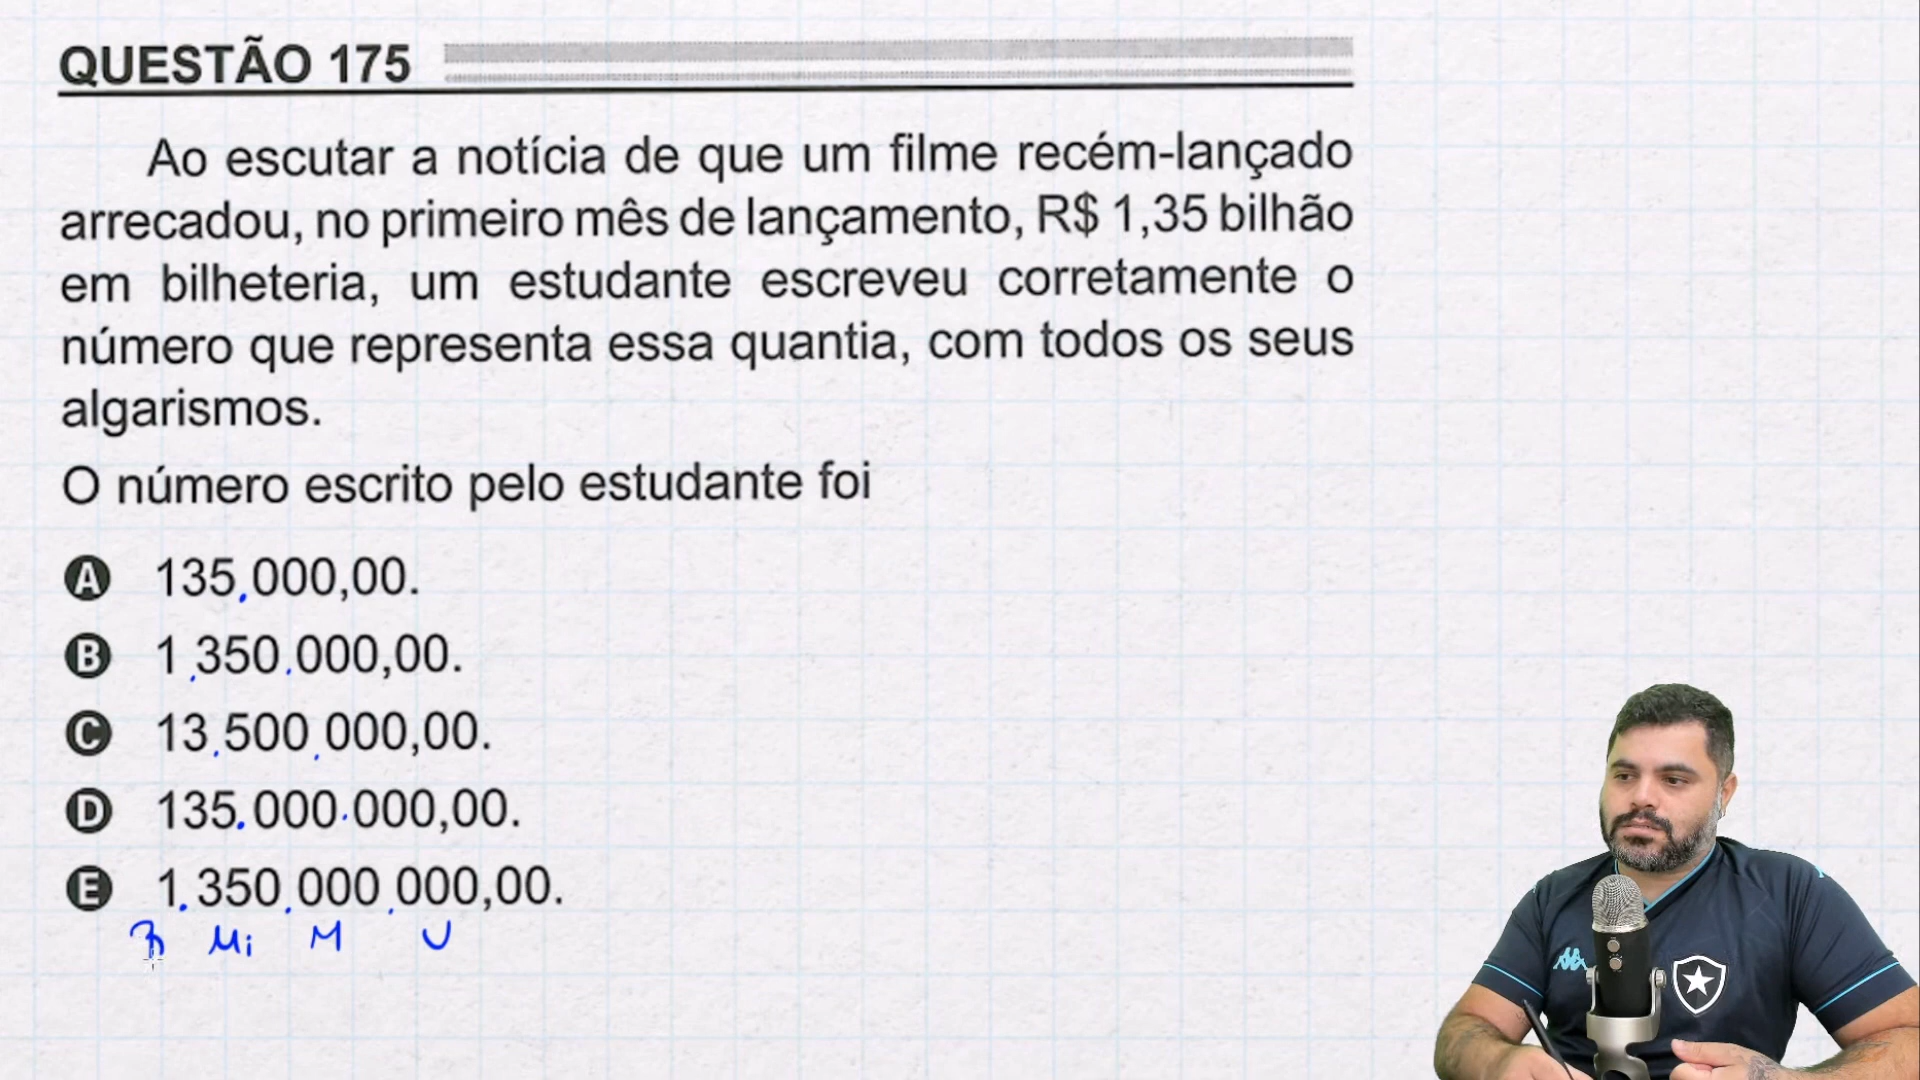 QUESTÃO 175
Ao escutar a notícia de que um filme recém-lançado
arrecadou, no primeiro mês de lançamento, R$ 1,35 bilhão
em bilheteria, um estudante escreveu corretamente o
número que representa essa quantia, com todos os seus
algarismos.
O número escrito pelo estudante foi
A 135.000,00.
B 1.350.000,00.
C 13.500.000,00.
D 135.000.000,00.
E 1.350.000.000,00.
B Mi M U